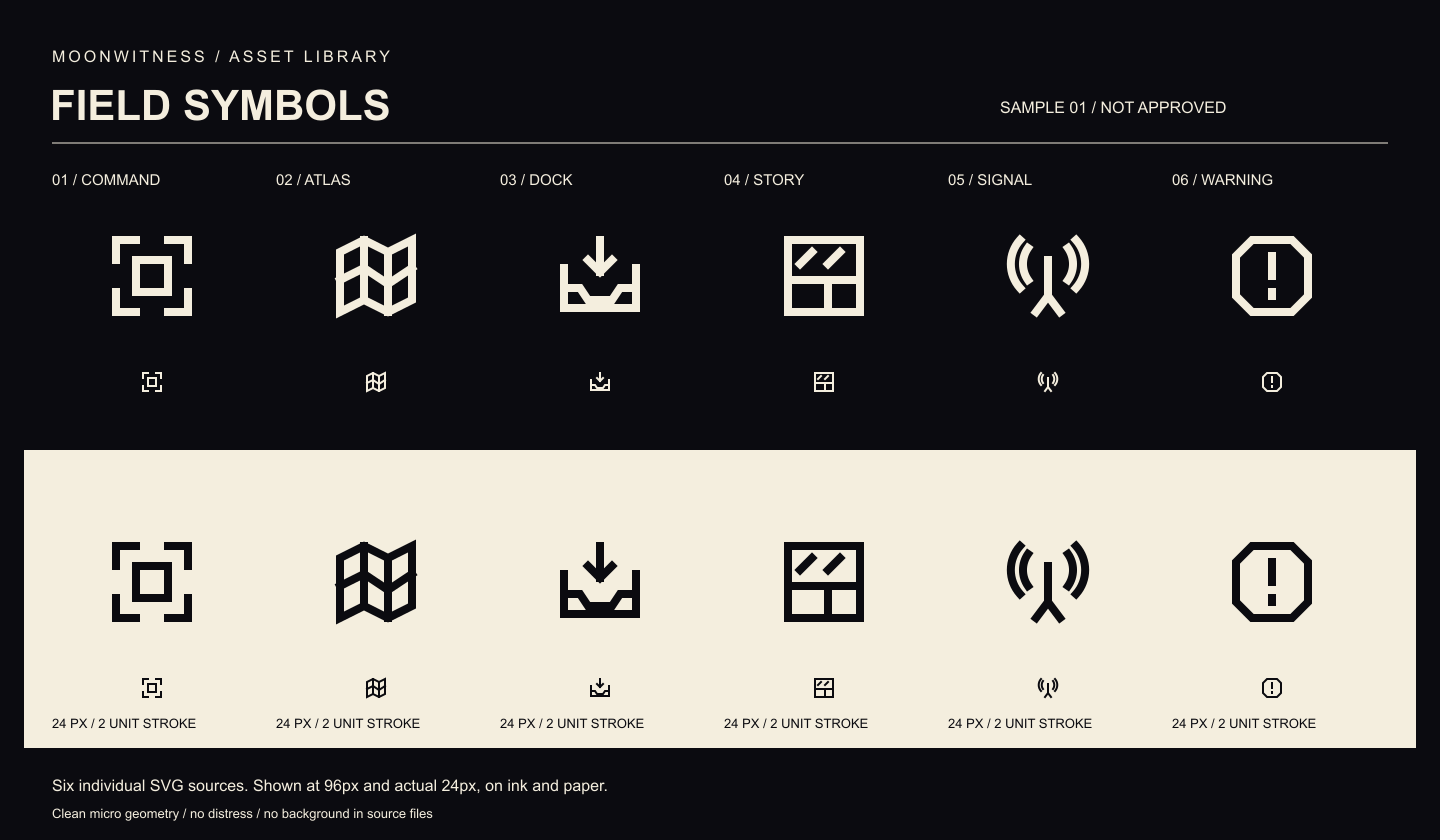 MOONWITNESS / ASSET LIBRARY
FIELD SYMBOLS
SAMPLE 01 / NOT APPROVED
01 / COMMAND
02 / ATLAS
03 / DOCK
04 / STORY
05 / SIGNAL
06 / WARNING
24 PX / 2 UNIT STROKE
24 PX / 2 UNIT STROKE
24 PX / 2 UNIT STROKE
24 PX / 2 UNIT STROKE
24 PX / 2 UNIT STROKE
24 PX / 2 UNIT STROKE
Six individual SVG sources. Shown at 96px and actual 24px, on ink and paper.
Clean micro geometry / no distress / no background in source files